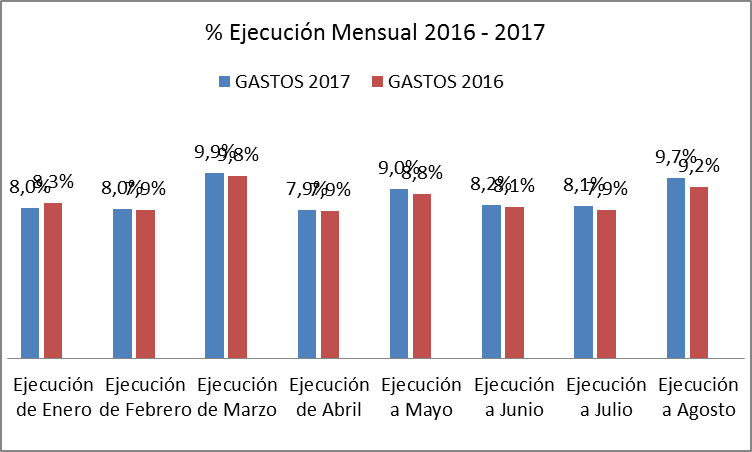 % Ejecución Mensual 2016 - 2017
GASTOS 2017 GASTOS 2016
8,0% 8,3% 8,0% 7,9% 9,9% 9,8% 7,9% 7,9% 9,0% 8,8% 8,2% 8,1% 8,1% 7,9% 9,7% 9,2%
Ejecución Ejecución Ejecución Ejecución Ejecución Ejecución Ejecución Ejecución
de Enero de Febrero de Marzo de Abril a Mayo a Junio a Julio a Agosto